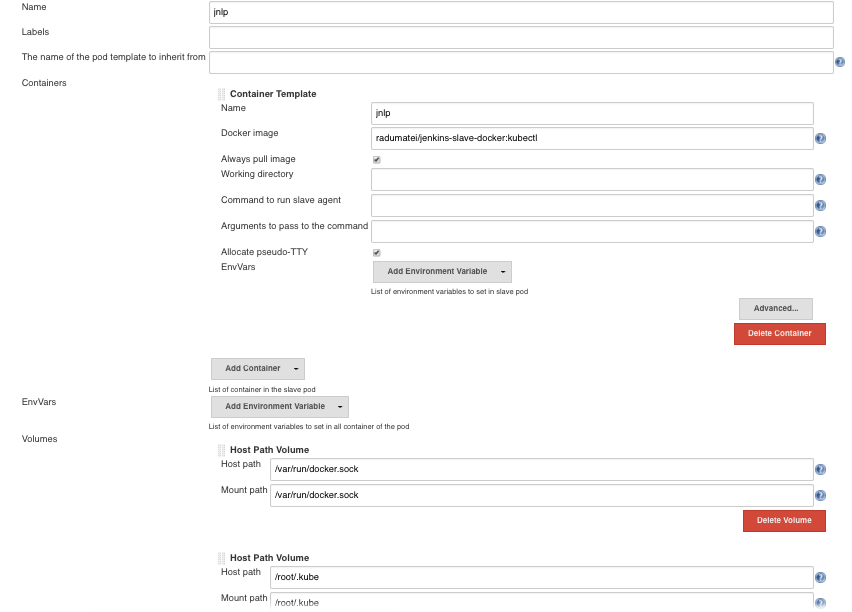 Name
jnlp
Labels
The name of the pod template to inherit from
Containers
Container Template
Name
jnlp
Docker image
radumatei/jenkins-slave-docker:kubectl
Always pull image
Working directory
Command to run slave agent
Arguments to pass to the command
Allocate pseudo-TTY
EnvVars
Add Environment Variable
List of environment variables to set in slave pod
Advanced...
Delete Container
Add Container
List of container in the slave pod
EnvVars
Add Environment Variable
List of environment variables to set in all container of the pod
Volumes
Host Path Volume
Host path
/var/run/docker.sock
Mount path
/var/run/docker.sock
Delete Volume
Host Path Volume
Host path
/root/.kube
Mount path
/root/.kube